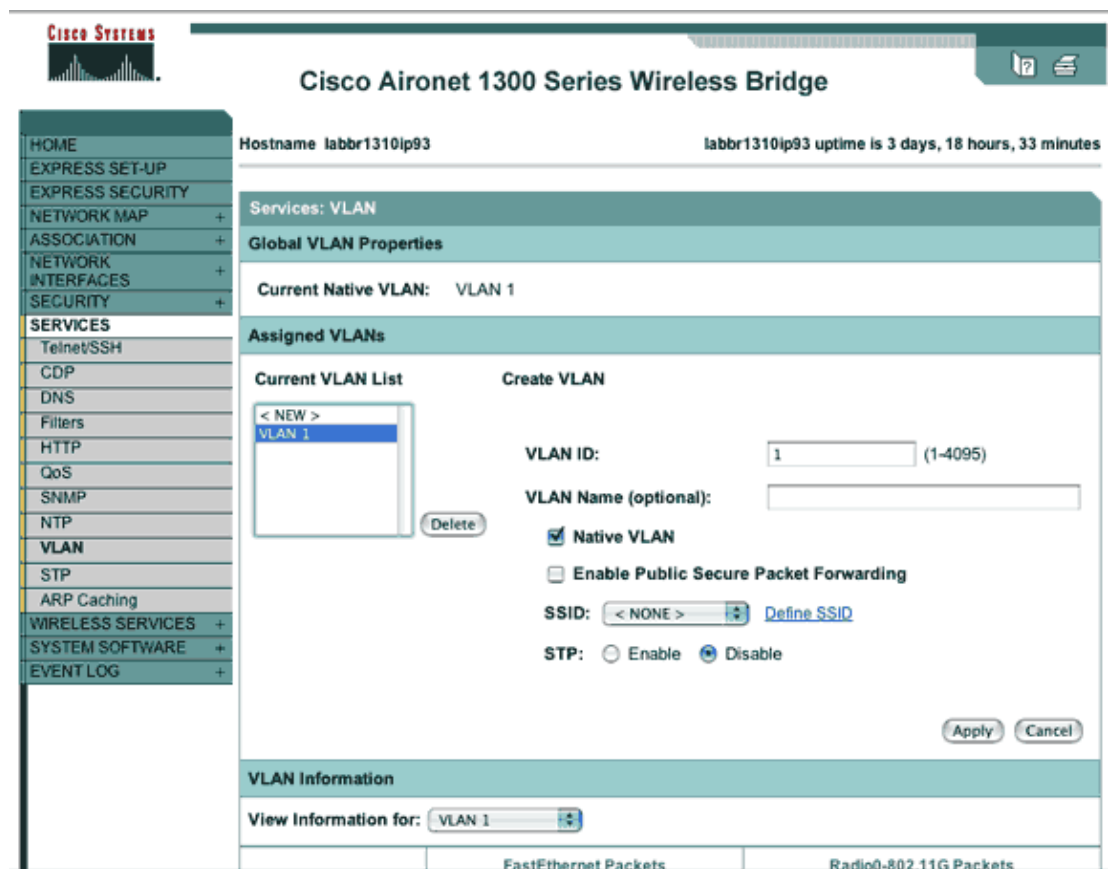 CISCO SYSTEMS
Cisco Aironet 1300 Series Wireless Bridge
HOME
EXPRESS SET-UP
EXPRESS SECURITY
NETWORK MAP +
ASSOCIATION +
NETWORK
INTERFACES +
SECURITY +
SERVICES
Telnet/SSH
CDP
DNS
Filters
HTTP
QoS
SNMP
NTP
VLAN
STP
ARP Caching
WIRELESS SERVICES +
SYSTEM SOFTWARE +
EVENT LOG +
Hostname labbr1310ip93
labbr1310ip93 uptime is 3 days, 18 hours, 33 minutes
Services: VLAN
Global VLAN Properties
Current Native VLAN: VLAN 1
Assigned VLANs
Current VLAN List
< NEW >
VLAN 1
Delete
Create VLAN
VLAN ID: 1 (1-4095)
VLAN Name (optional):
Native VLAN
Enable Public Secure Packet Forwarding
SSID: < NONE > Define SSID
STP: Enable Disable
Apply Cancel
VLAN Information
View Information for: VLAN 1
FastEthernet Packets Radio0-802.11G Packets